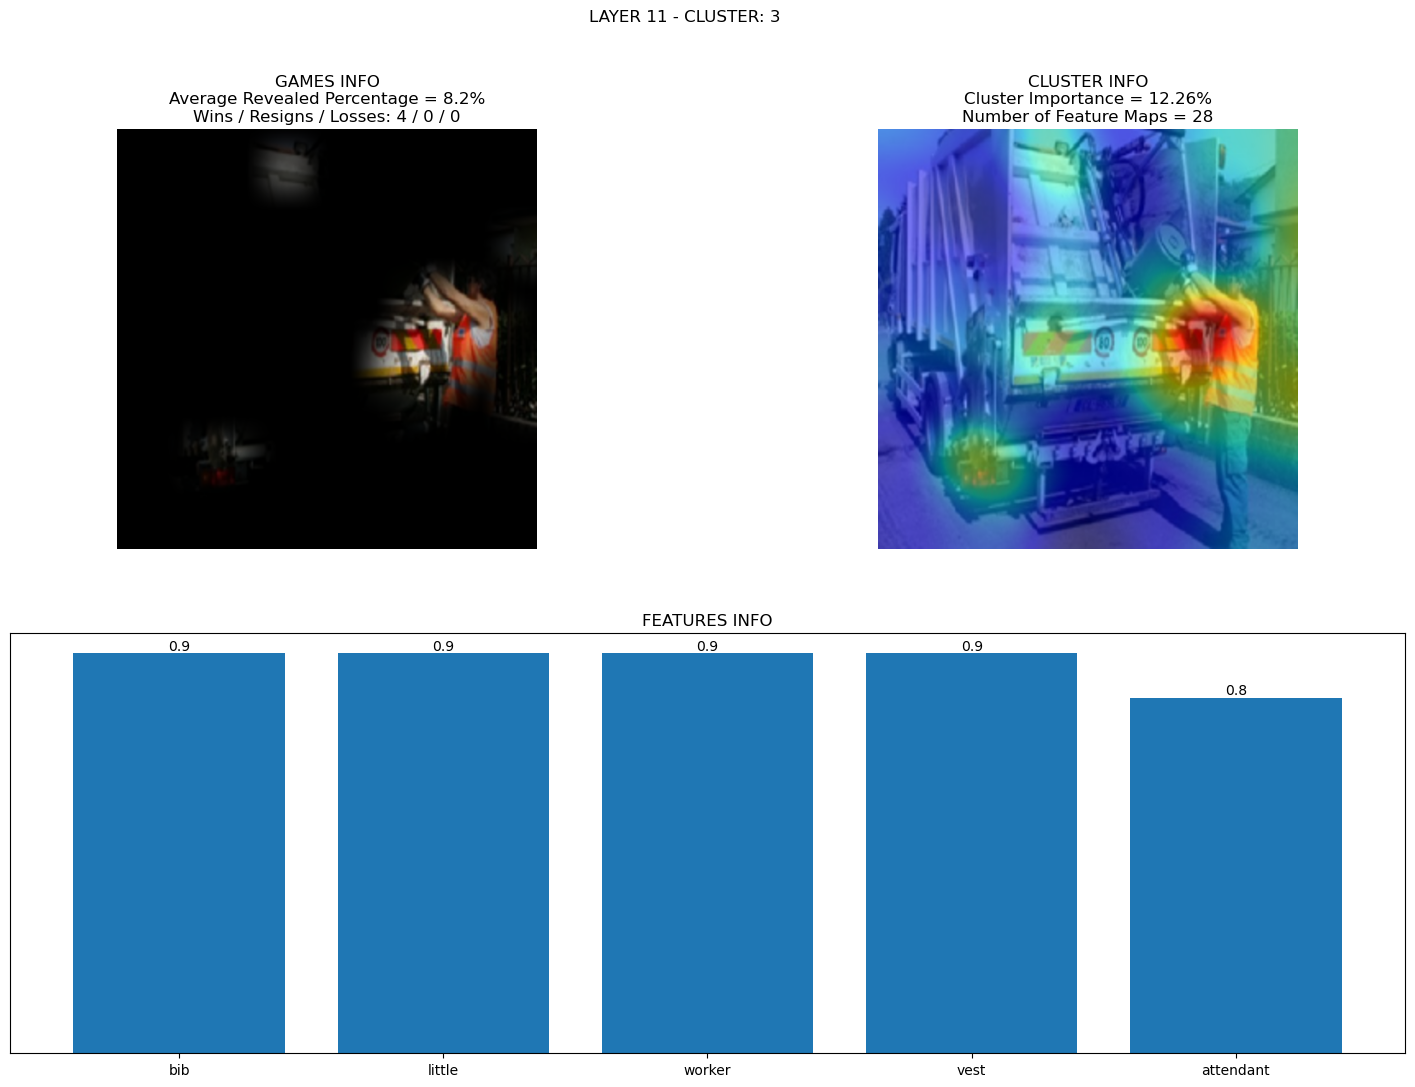 LAYER 11 - CLUSTER: 3
GAMES INFO
Average Revealed Percentage = 8.2%
Wins / Resigns / Losses: 4 / 0 / 0
CLUSTER INFO
Cluster Importance = 12.26%
Number of Feature Maps = 28
80
FEATURES INFO
0.9
0.9
0.9
0.9
0.8
bib
little
worker
vest
attendant